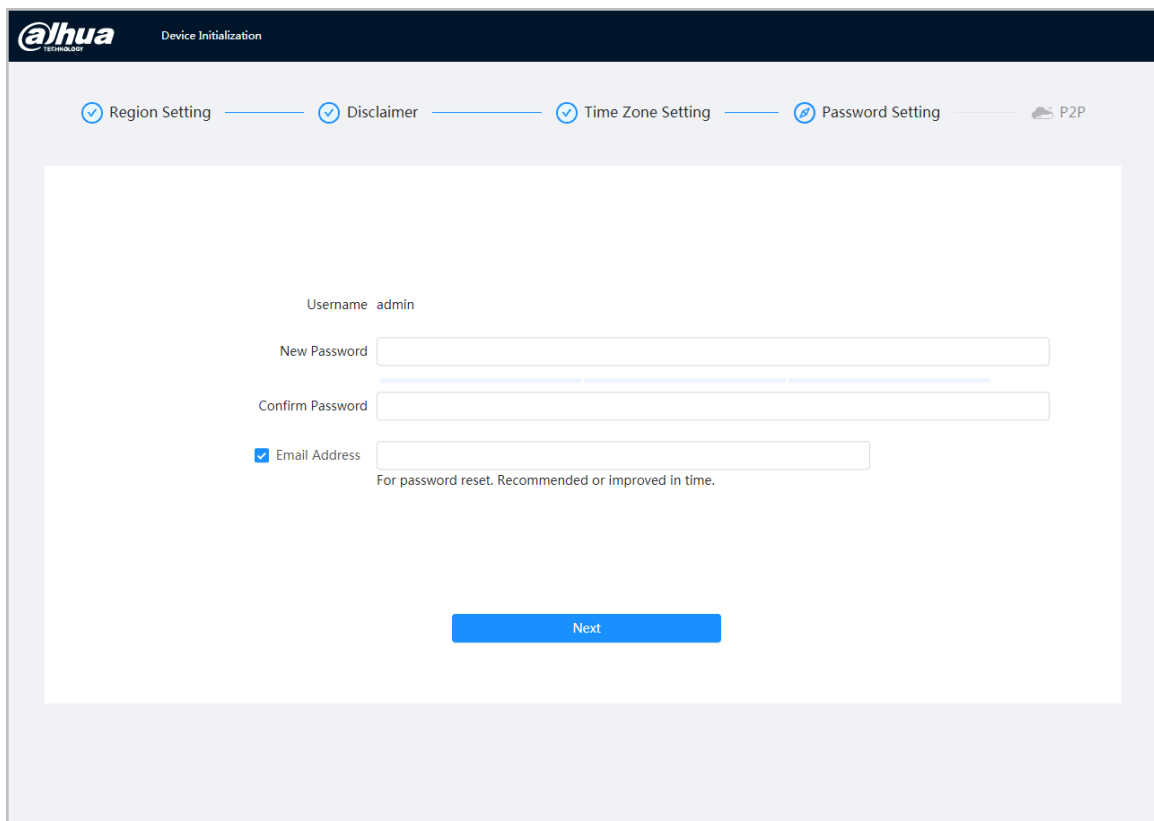 alhua
TECHNOLOGY
Device Initialization
Region Setting Disclaimer Time Zone Setting Password Setting P2P
Username admin
New Password
Confirm Password
Email Address
For password reset. Recommended or improved in time.
Next